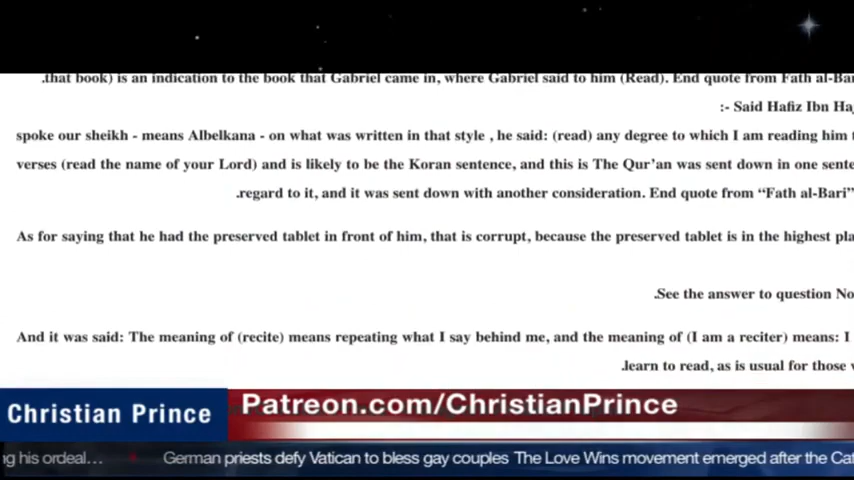 .that book) is an indication to the book that Gabriel came in, where Gabriel said to him (Read). End quote from Fath al-Bar
:- Said Hafiz Ibn Ha
spoke our sheikh - means Albelkana - on what was written in that style , he said: (read) any degree to which I am reading him t
verses (read the name of your Lord) and is likely to be the Koran sentence, and this is The Qur'an was sent down in one sente
.regard to it, and it was sent down with another consideration. End quote from “Fath al-Bari”
As for saying that he had the preserved tablet in front of him, that is corrupt, because the preserved tablet is in the highest pla
.See the answer to question No
And it was said: The meaning of (recite) means repeating what I say behind me, and the meaning of (I am a reciter) means: I
.learn to read, as is usual for those
Christian Prince
Patreon.com/ChristianPrince
ng his ordeal... German priests defy Vatican to bless gay couples The Love Wins movement emerged after the Cat